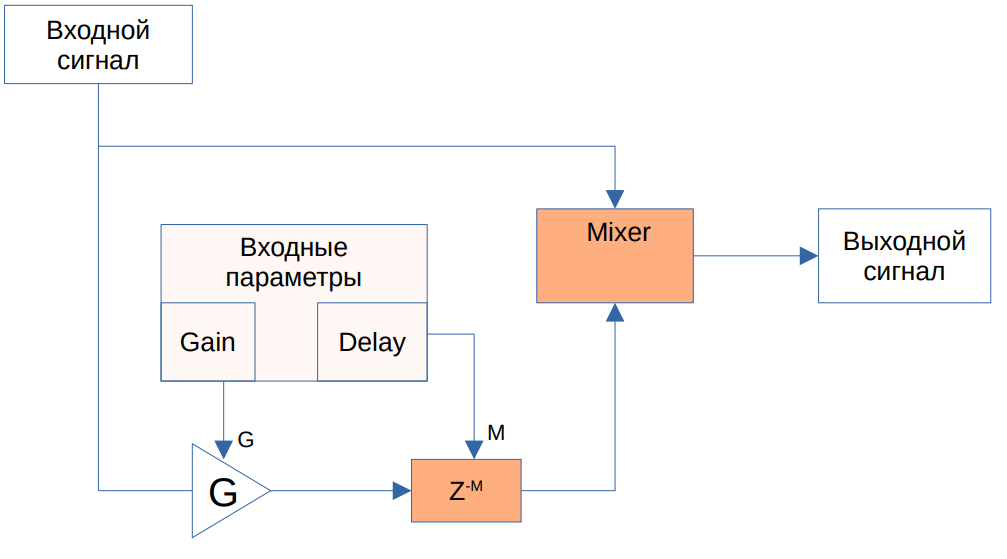 Входной
сигнал
Mixer
Выходной
сигнал
Входные
параметры
Gain
Delay
G
M
G
Z-M